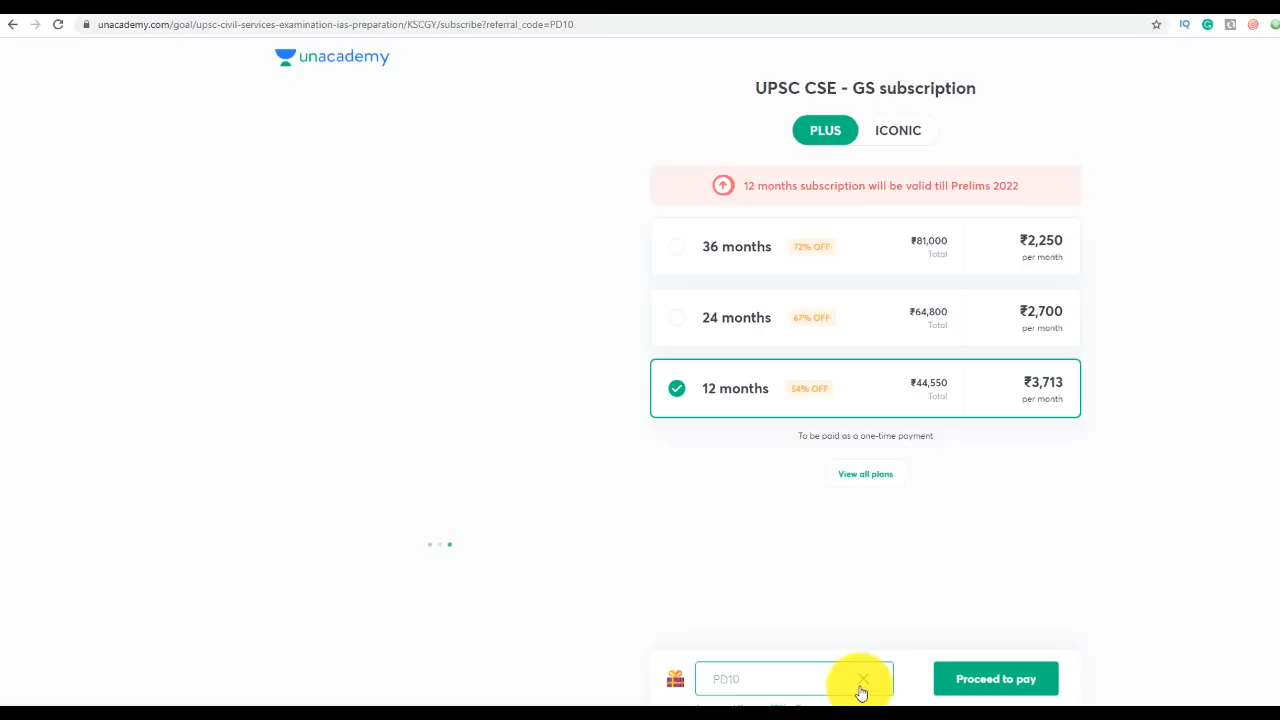 unacademy.com/goal/upsc-civil-services-examination-ias-preparation/KSCGY/subscribe?referral_code=PD10
IQ
unacademy
UPSC CSE - GS subscription
PLUS ICONIC
12 months subscription will be valid till Prelims 2022
36 months 72% OFF ₹81,000 Total ₹2,250 per month
24 months 67% OFF ₹64,800 Total ₹2,700 per month
12 months 54% OFF ₹44,550 Total ₹3,713 per month
To be paid as a one-time payment
View all plans
PD10
Proceed to pay